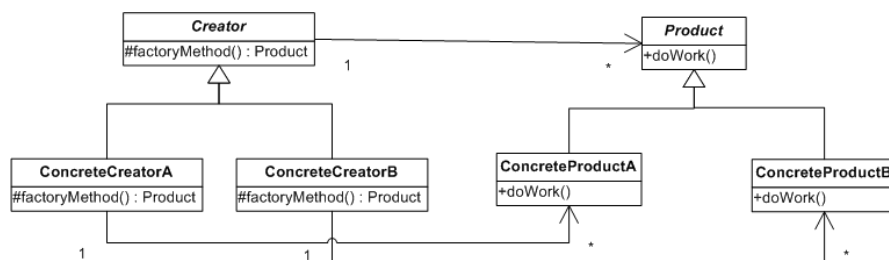 Creator
#factoryMethod() : Product
1
*
Product
+doWork()
ConcreteCreatorA
#factoryMethod() : Product
ConcreteCreatorB
#factoryMethod() : Product
ConcreteProductA
+doWork()
ConcreteProductB
+doWork()
1
1
*
*